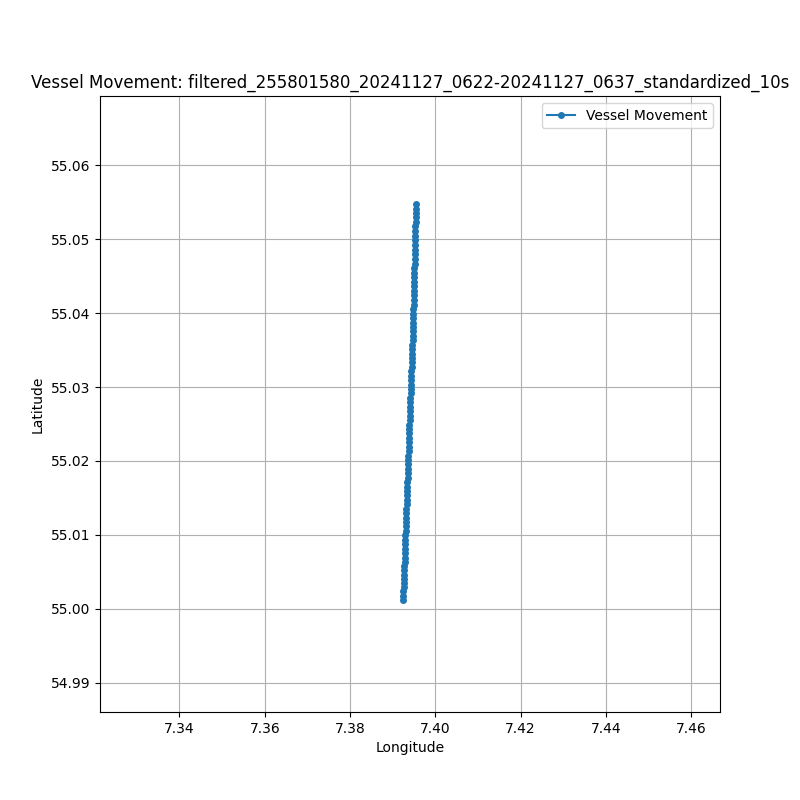 Vessel Movement: filtered_255801580_20241127_0622-20241127_0637_standardized_10s
Vessel Movement
55.06
55.05
55.04
55.03
55.02
55.01
55.00
54.99
Latitude
7.34 7.36 7.38 7.40 7.42 7.44 7.46
Longitude